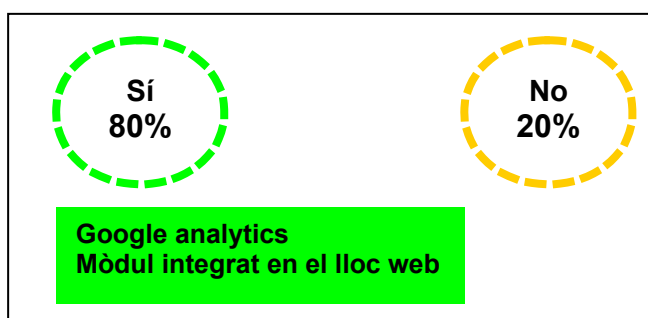 Sí
80%
No
20%
Google analytics
Mòdul integrat en el lloc web